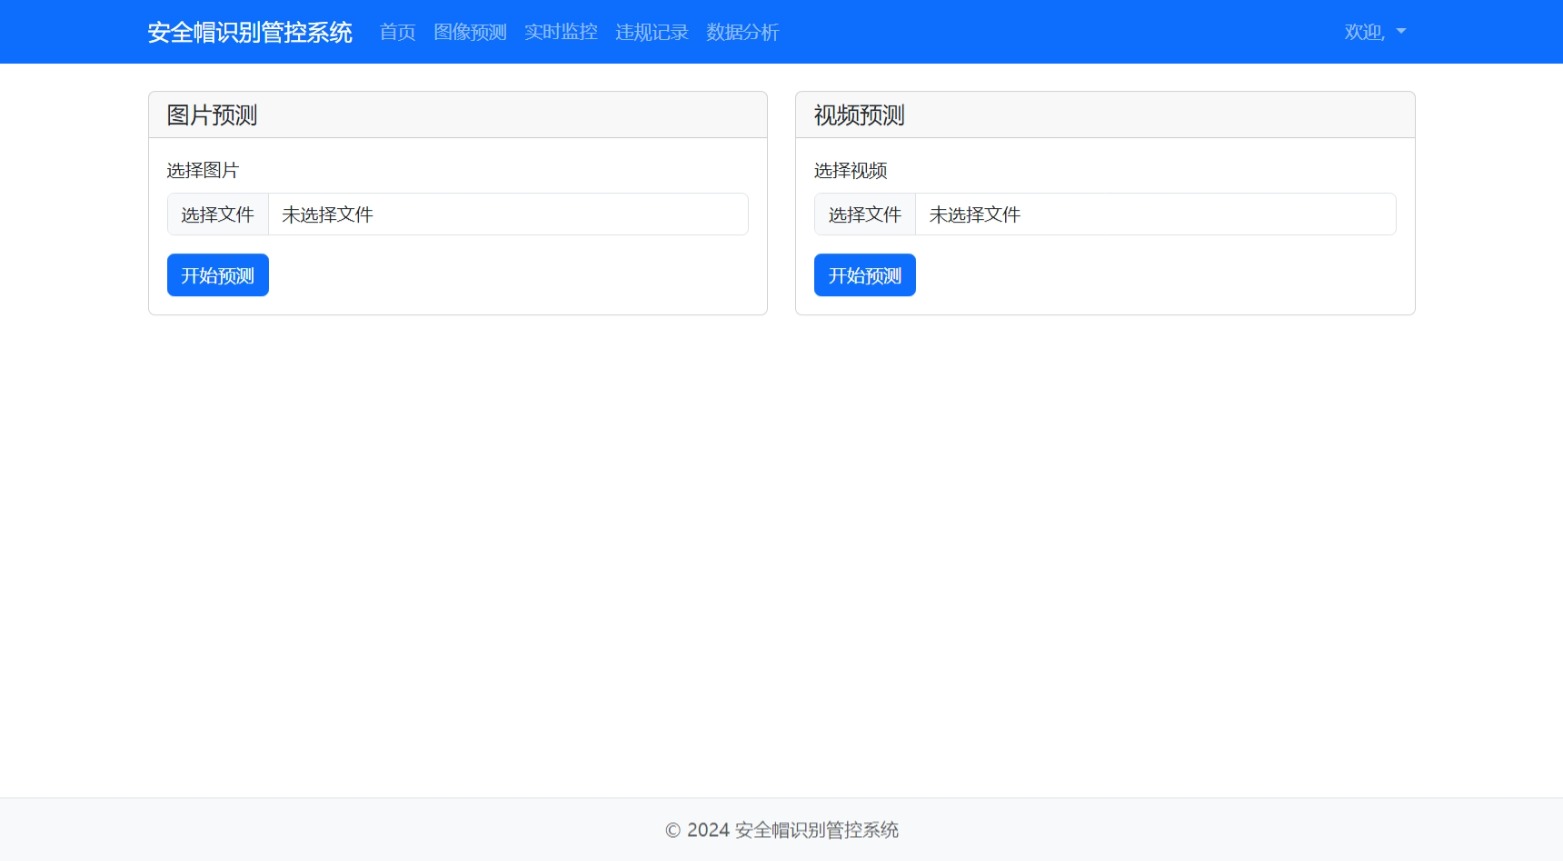 安全帽识别管控系统 首页 图像预测 实时监控 违规记录 数据分析 欢迎,
图片预测
选择图片
选择文件 未选择文件
开始预测
视频预测
选择视频
选择文件 未选择文件
开始预测
© 2024 安全帽识别管控系统